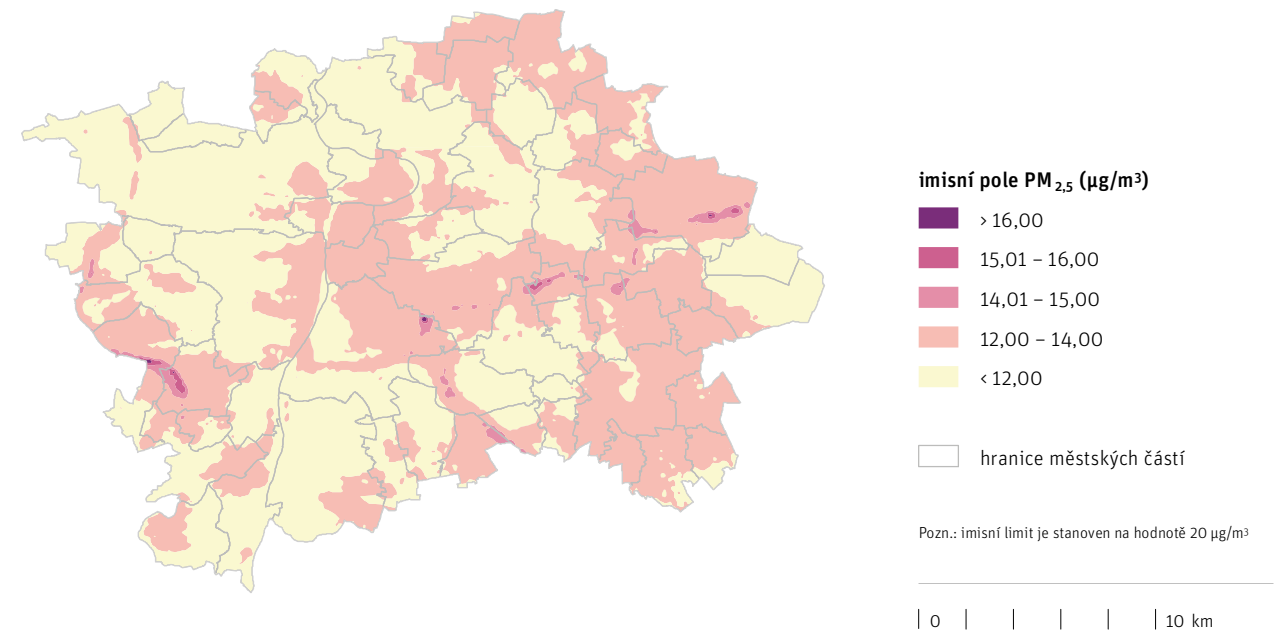 imisní pole PM2,5 (µg/m³)
> 16,00
15,01 – 16,00
14,01 – 15,00
12,00 – 14,00
< 12,00
hranice městských částí
Pozn.: imisní limit je stanoven na hodnotě 20 µg/m³
0 10 km